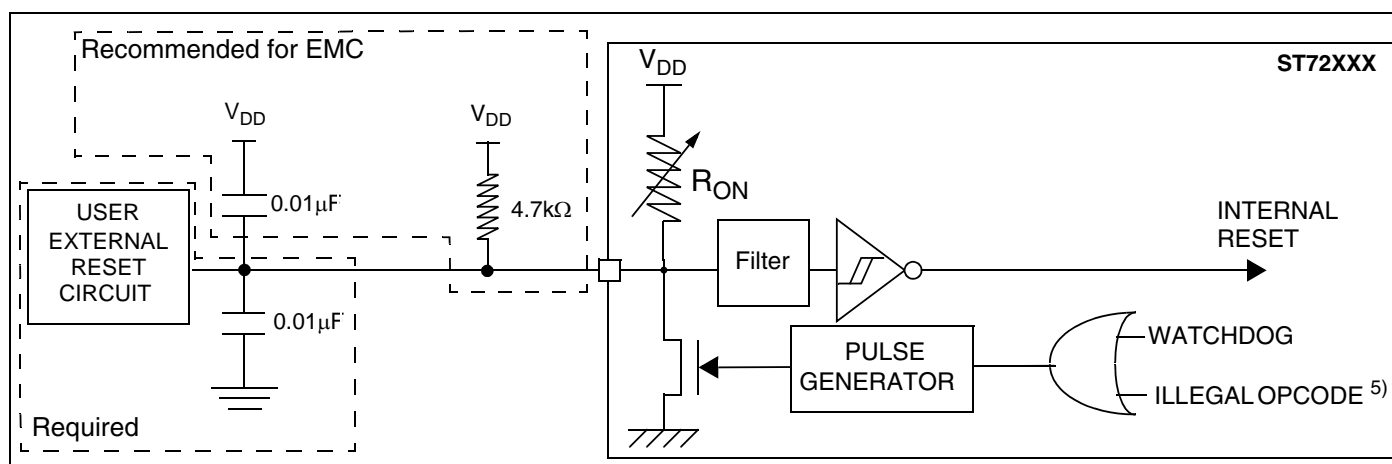 Recommended for EMC
ST72XXX
VDD
VDD
VDD
0.01μF
4.7kΩ
RON
USER
EXTERNAL
RESET
CIRCUIT
Filter
INTERNAL
RESET
0.01μF
PULSE
GENERATOR
WATCHDOG
ILLEGAL OPCODE 5)
Required